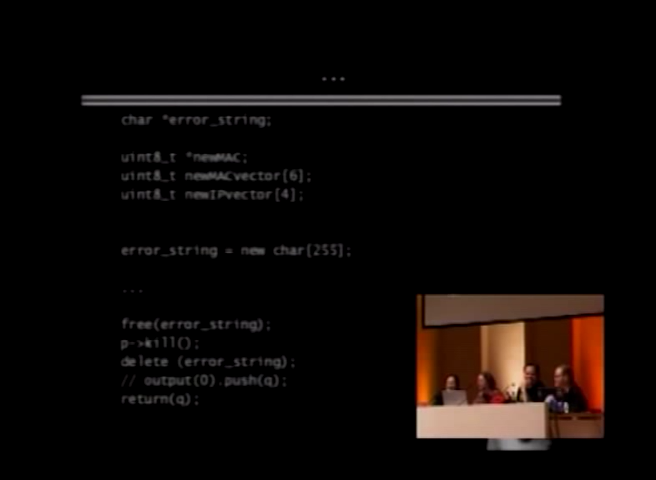 ...
char *error_string;
uint8_t *newMAC;
uint8_t newMACvector[6];
uint8_t newIPvector[4];
error_string = new char[255];
...
free(error_string);
p->kill();
delete (error_string);
// output(0).push(q);
return(q);